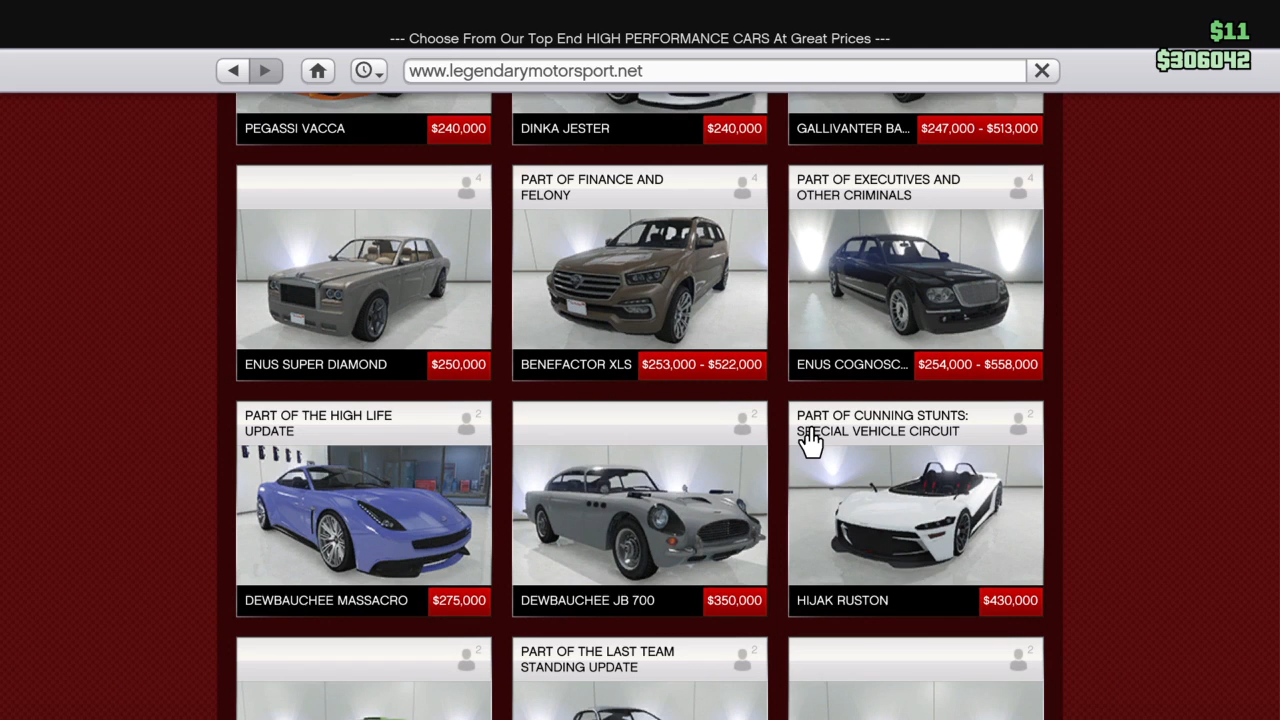 --- Choose From Our Top End HIGH PERFORMANCE CARS At Great Prices ---
$11
$306042
www.legendarymotorsport.net
PEGASSI VACCA $240,000
DINKA JESTER $240,000
GALLIVANTER BA... $247,000 - $513,000
4
PART OF FINANCE AND
FELONY
4
PART OF EXECUTIVES AND
OTHER CRIMINALS
4
ENUS SUPER DIAMOND $250,000
BENEFACTOR XLS $253,000 - $522,000
ENUS COGNOSC... $254,000 - $558,000
PART OF THE HIGH LIFE
UPDATE
2
2
PART OF CUNNING STUNTS:
SPECIAL VEHICLE CIRCUIT
2
DEWBAUCHEE MASSACRO $275,000
DEWBAUCHEE JB 700 $350,000
HIJAK RUSTON $430,000
2
PART OF THE LAST TEAM
STANDING UPDATE
2
2